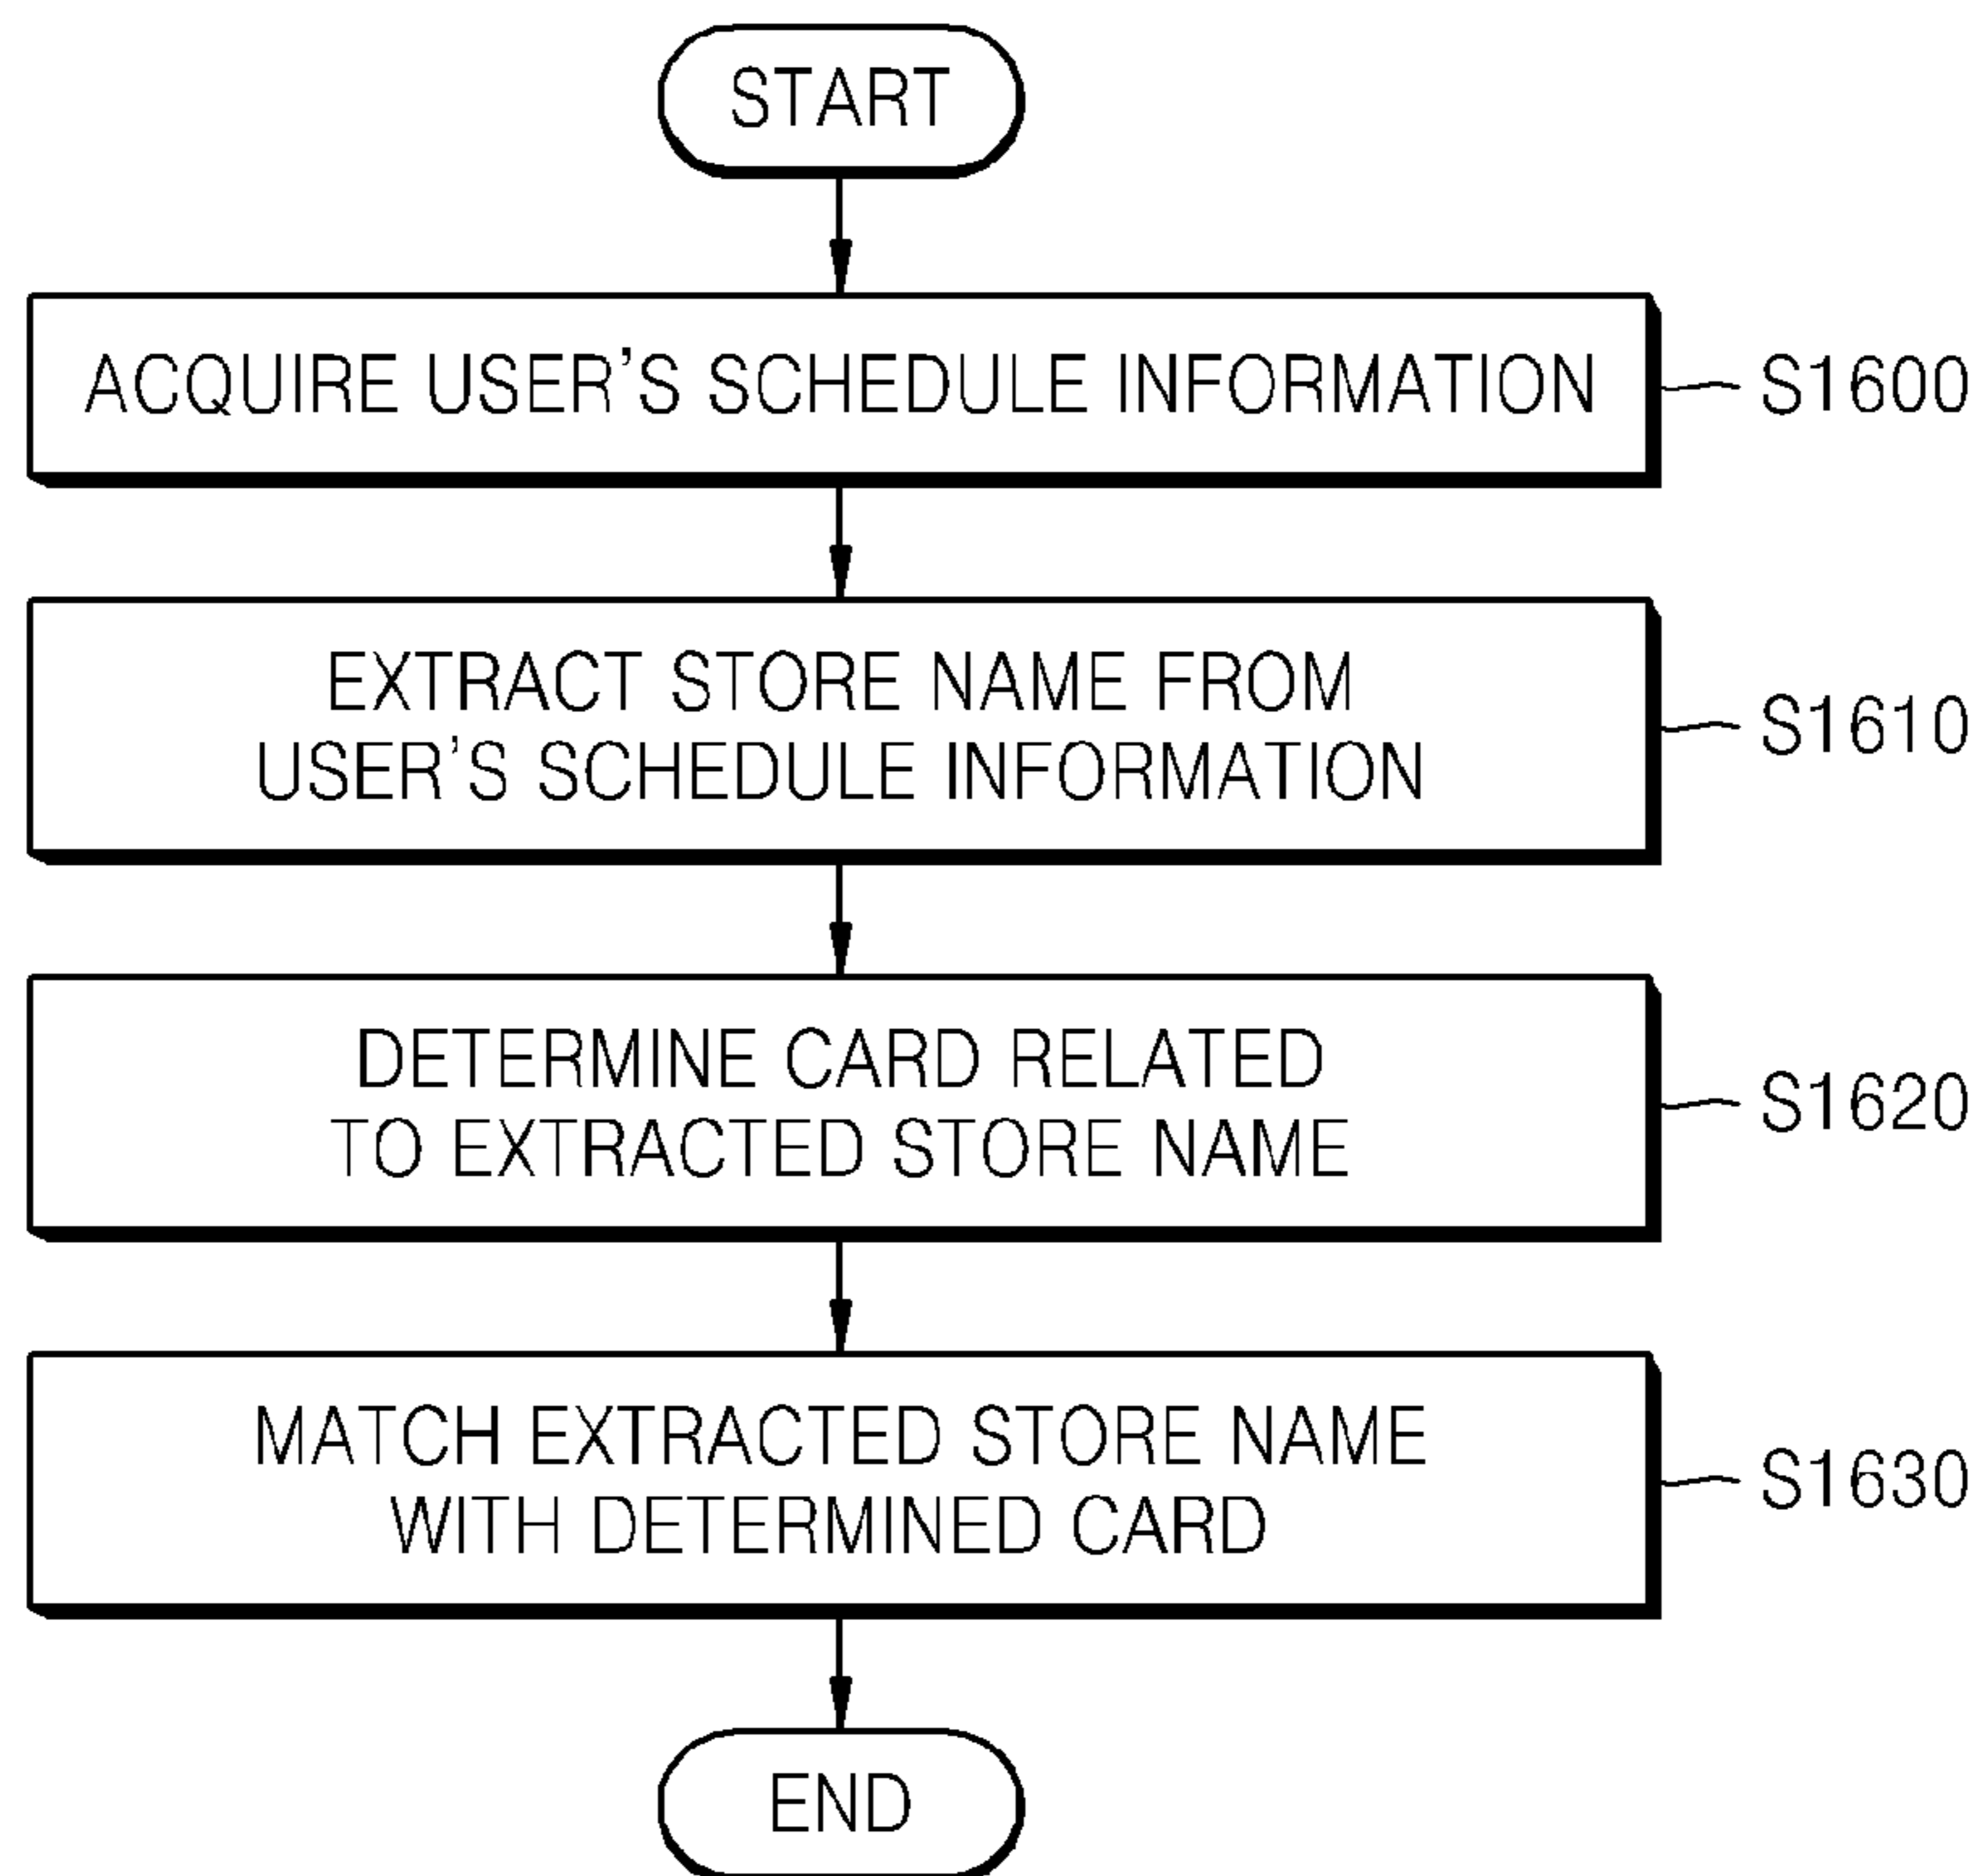 START
ACQUIRE USER'S SCHEDULE INFORMATION
S1600
EXTRACT STORE NAME FROM
USER'S SCHEDULE INFORMATION
S1610
DETERMINE CARD RELATED
TO EXTRACTED STORE NAME
S1620
MATCH EXTRACTED STORE NAME
WITH DETERMINED CARD
S1630
END